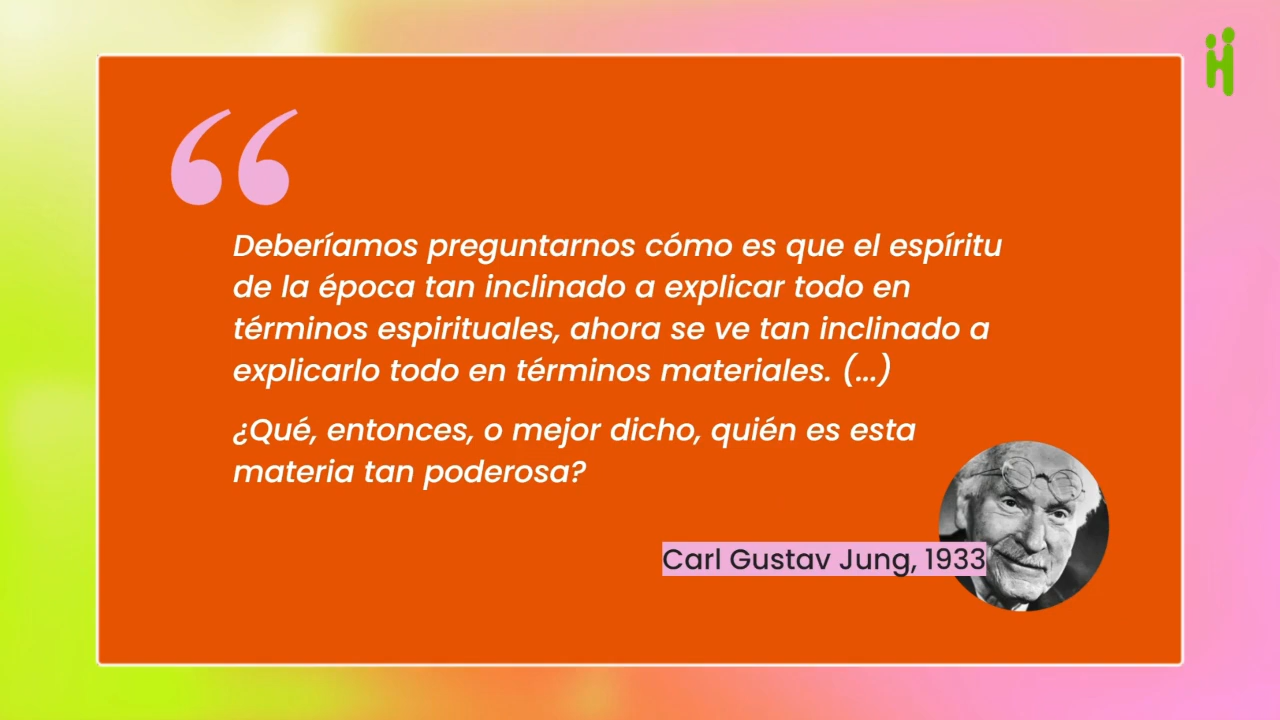 “
Deberíamos preguntarnos cómo es que el espíritu
de la época tan inclinado a explicar todo en
términos espirituales, ahora se ve tan inclinado a
explicarlo todo en términos materiales. (...)
¿Qué, entonces, o mejor dicho, quién es esta
materia tan poderosa?
Carl Gustav Jung, 1933